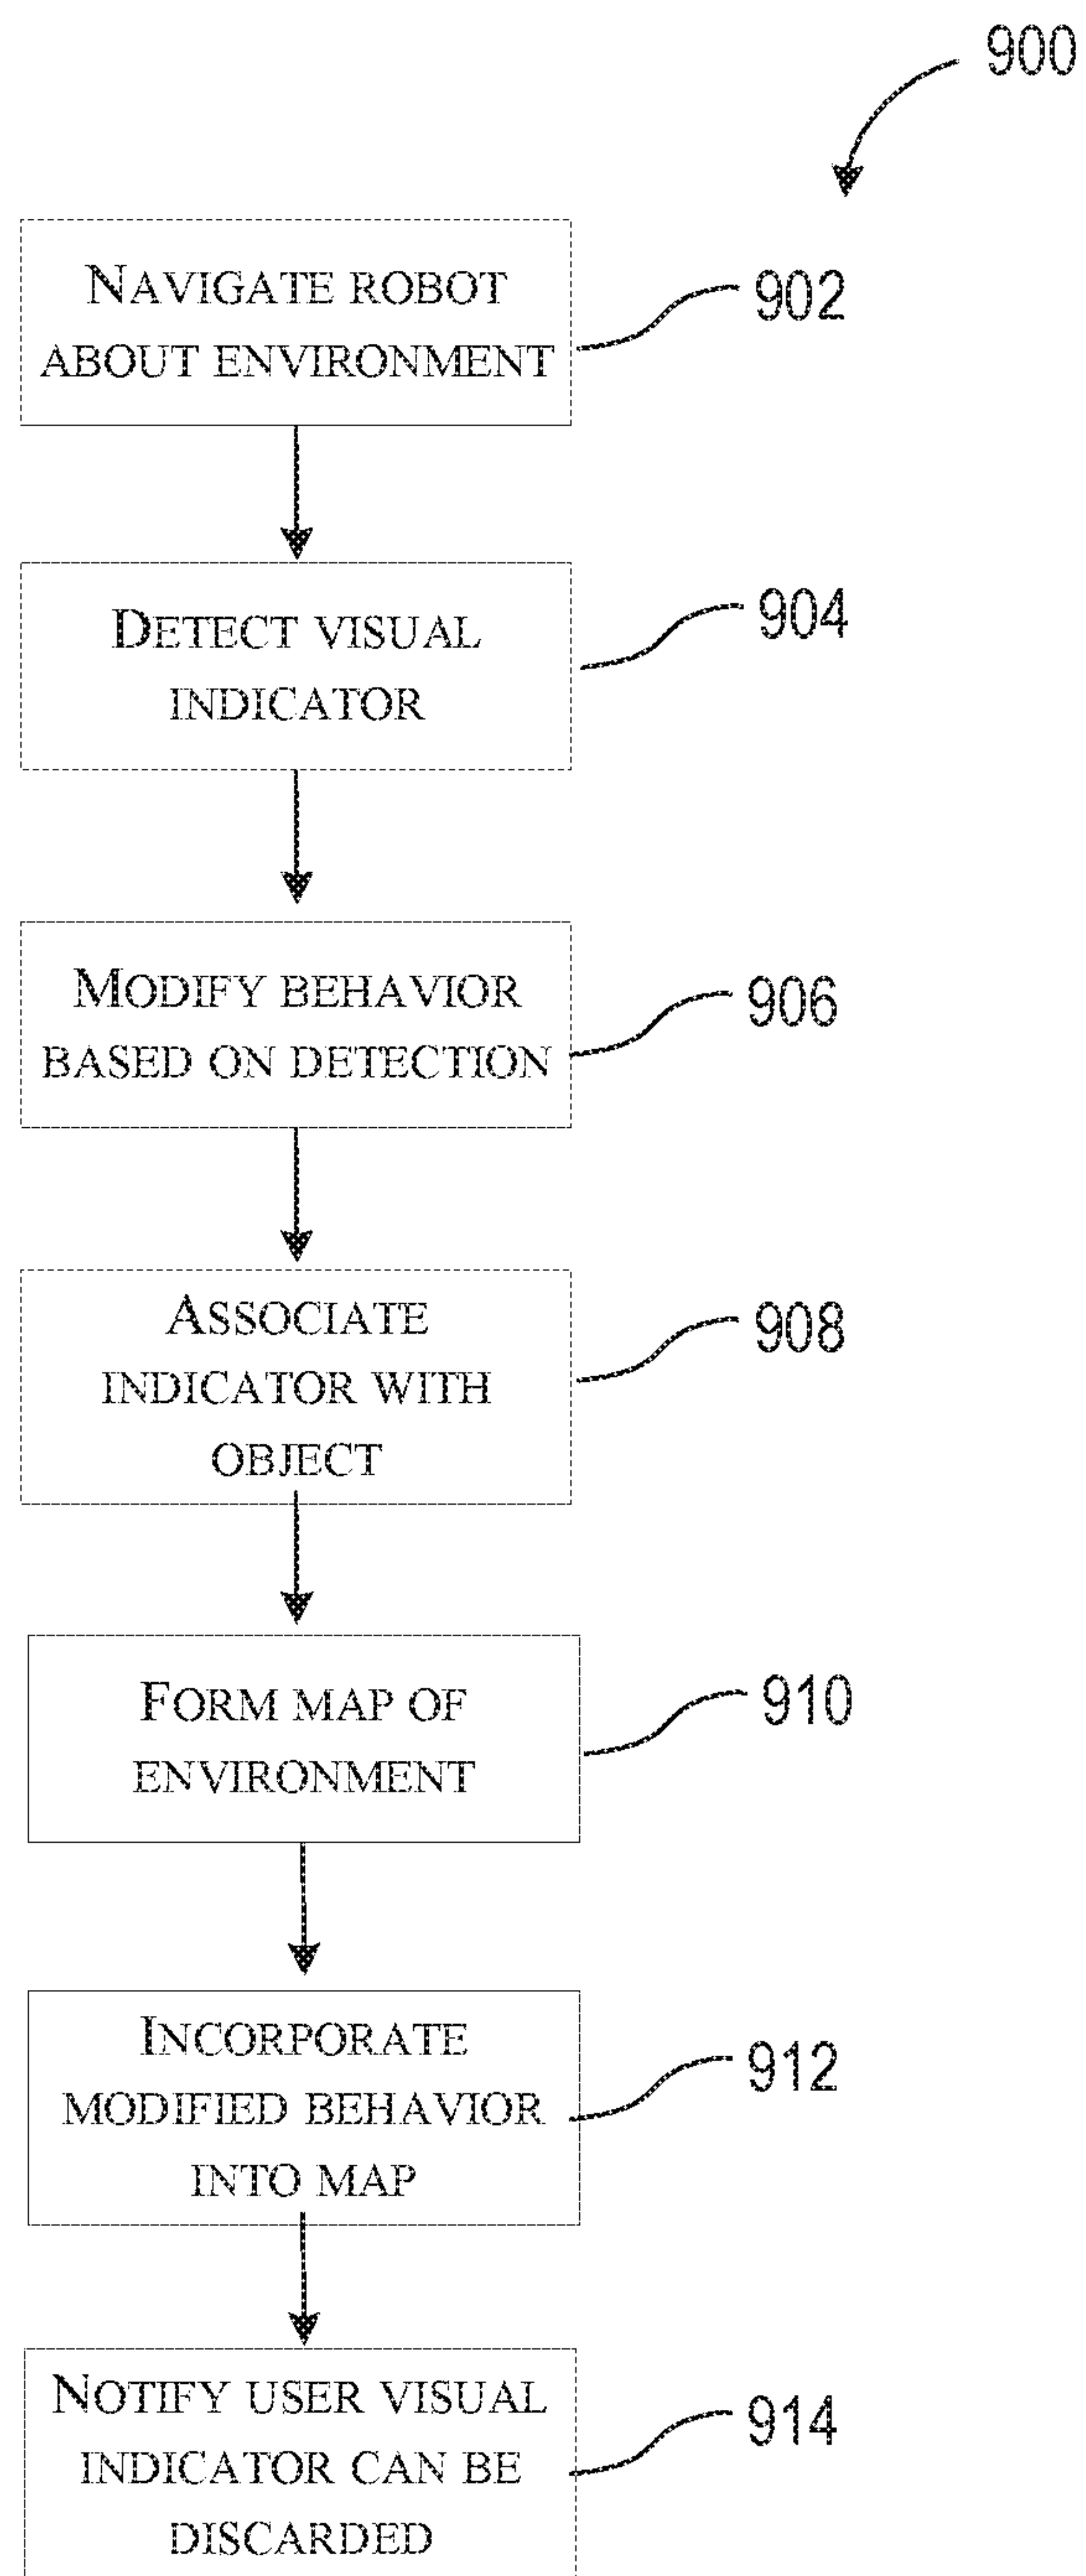 900
NAVIGATE ROBOT
ABOUT ENVIRONMENT
902
DETECT VISUAL
INDICATOR
904
MODIFY BEHAVIOR
BASED ON DETECTION
906
ASSOCIATE
INDICATOR WITH
OBJECT
908
FORM MAP OF
ENVIRONMENT
910
INCORPORATE
MODIFIED BEHAVIOR
INTO MAP
912
NOTIFY USER VISUAL
INDICATOR CAN BE
DISCARDED
914